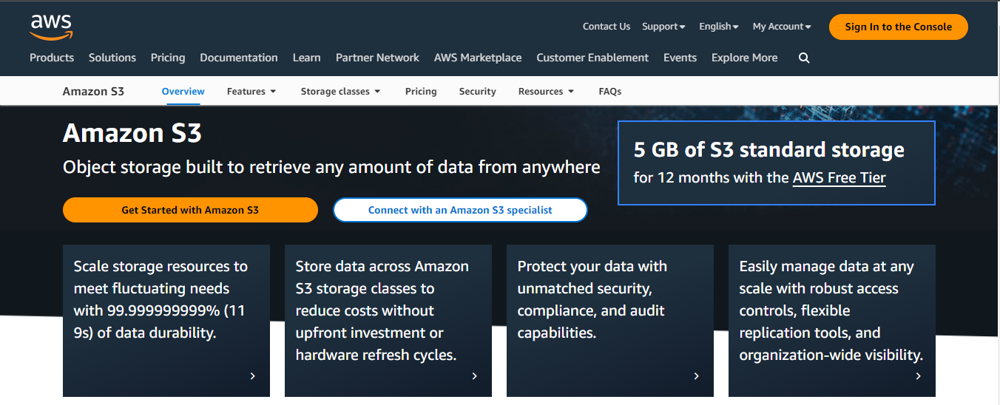 aws
Contact Us Support English My Account Sign In to the Console
Products Solutions Pricing Documentation Learn Partner Network AWS Marketplace Customer Enablement Events Explore More
Amazon S3 Overview Features Storage classes Pricing Security Resources FAQs
Amazon S3
Object storage built to retrieve any amount of data from anywhere
Get Started with Amazon S3 Connect with an Amazon S3 specialist
5 GB of S3 standard storage
for 12 months with the AWS Free Tier
Scale storage resources to
meet fluctuating needs
with 99.999999999% (11
9s) of data durability.
Store data across Amazon
S3 storage classes to
reduce costs without
upfront investment or
hardware refresh cycles.
Protect your data with
unmatched security,
compliance, and audit
capabilities.
Easily manage data at any
scale with robust access
controls, flexible
replication tools, and
organization-wide visibility.